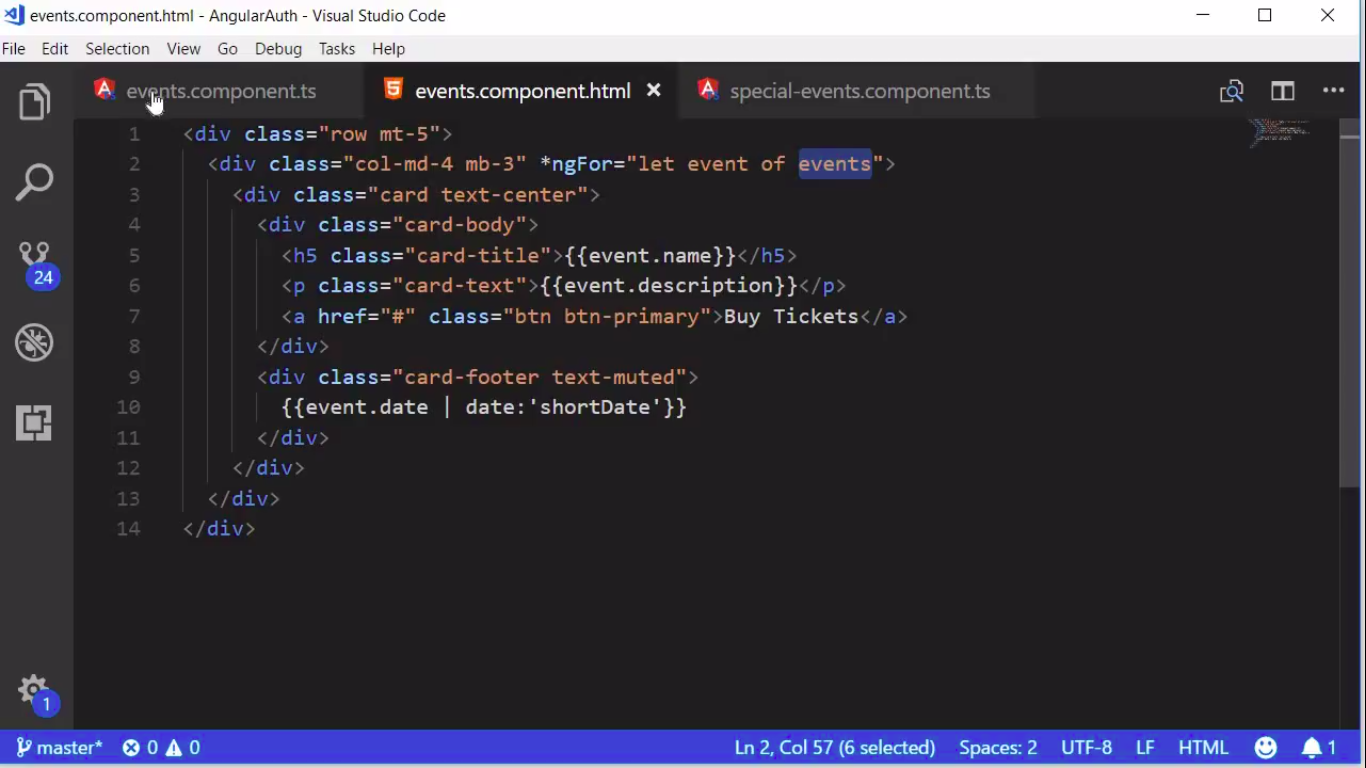 events.component.html - AngularAuth - Visual Studio Code
File Edit Selection View Go Debug Tasks Help
events.component.ts events.component.html special-events.component.ts
1 <div class="row mt-5">
2   <div class="col-md-4 mb-3" *ngFor="let event of events">
3     <div class="card text-center">
4       <div class="card-body">
5         <h5 class="card-title">{{event.name}}</h5>
6         <p class="card-text">{{event.description}}</p>
7         <a href="#" class="btn btn-primary">Buy Tickets</a>
8       </div>
9       <div class="card-footer text-muted">
10         {{event.date | date:'shortDate'}}
11       </div>
12     </div>
13   </div>
14 </div>
24
1
master* 0 0 Ln 2, Col 57 (6 selected) Spaces: 2 UTF-8 LF HTML 1